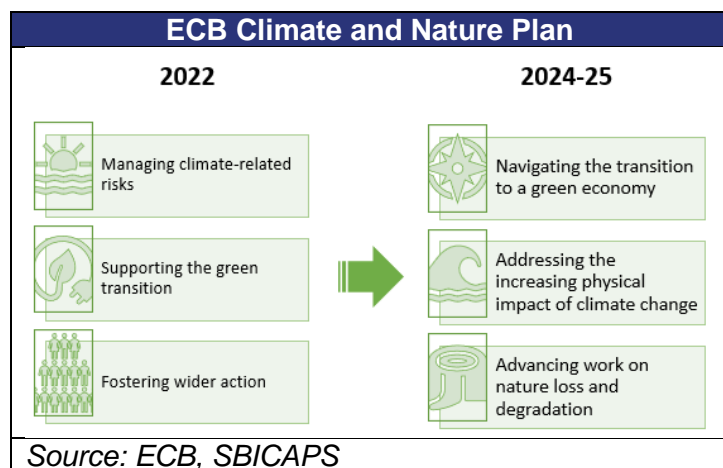 ECB Climate and Nature Plan
2022
Managing climate-related
risks
Supporting the green
transition
Fostering wider action
2024-25
Navigating the transition
to a green economy
Addressing the
increasing physical
impact of climate change
Advancing work on
nature loss and
degradation
Source: ECB, SBICAPS